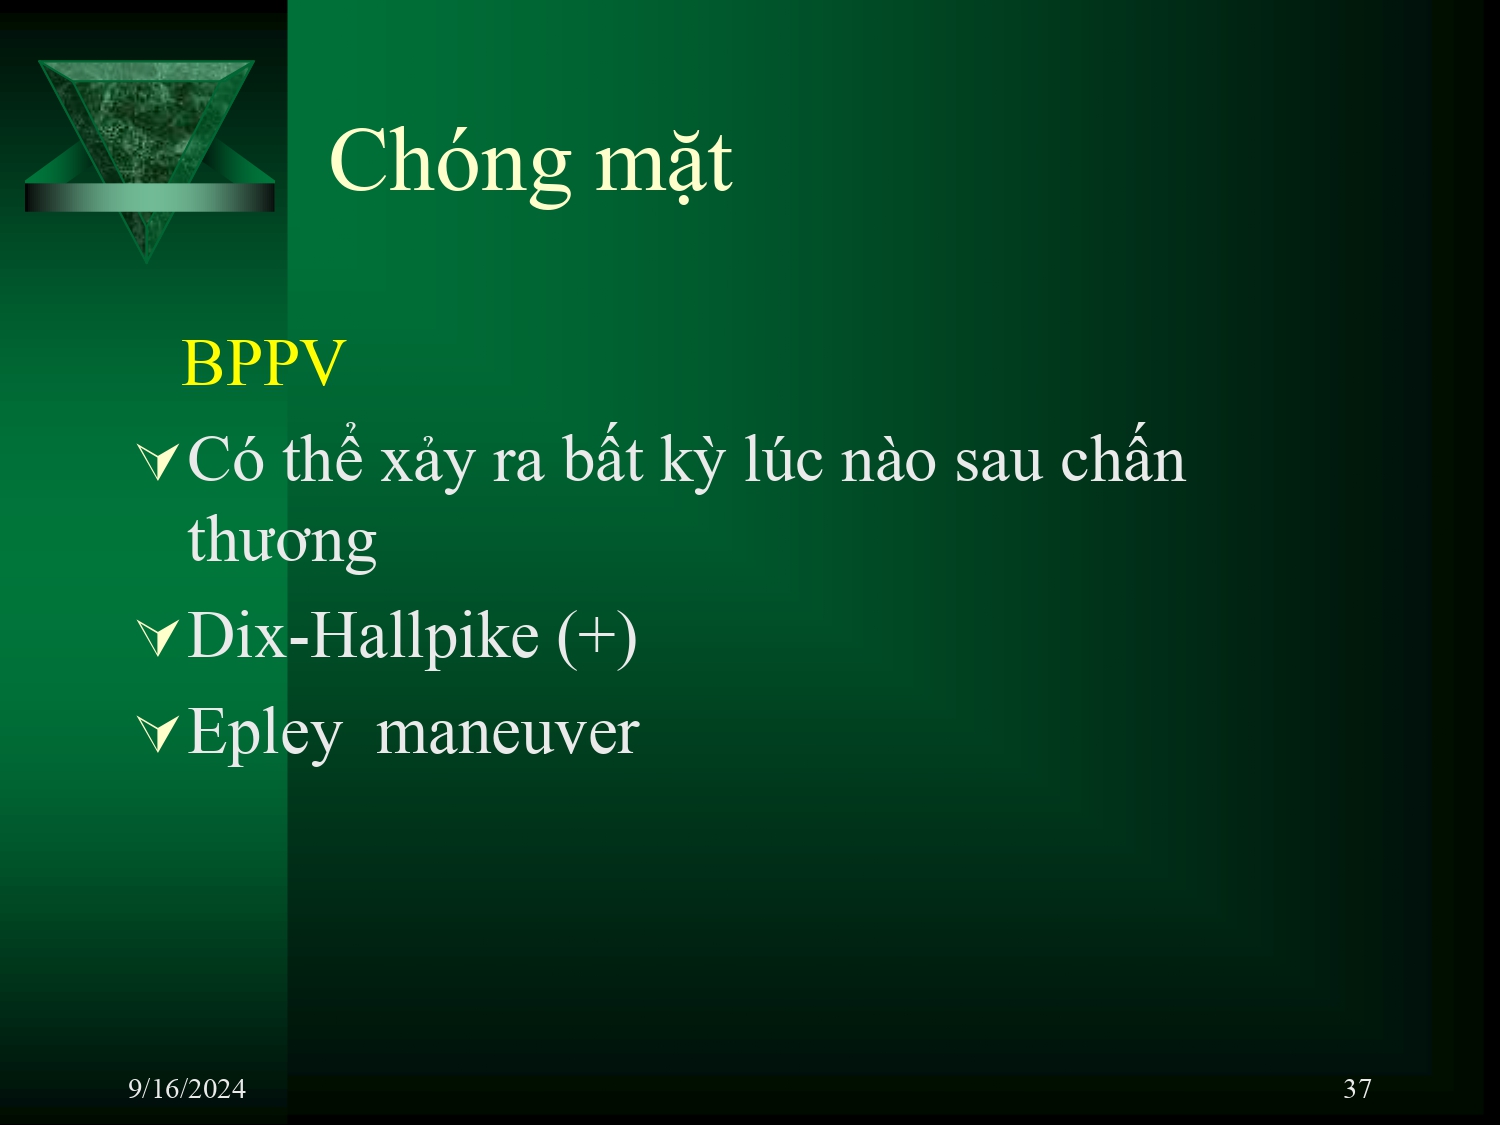 Chóng mặt
BPPV
Có thể xảy ra bất kỳ lúc nào sau chấn
thương
Dix-Hallpike (+)
Epley  maneuver
9/16/2024
37